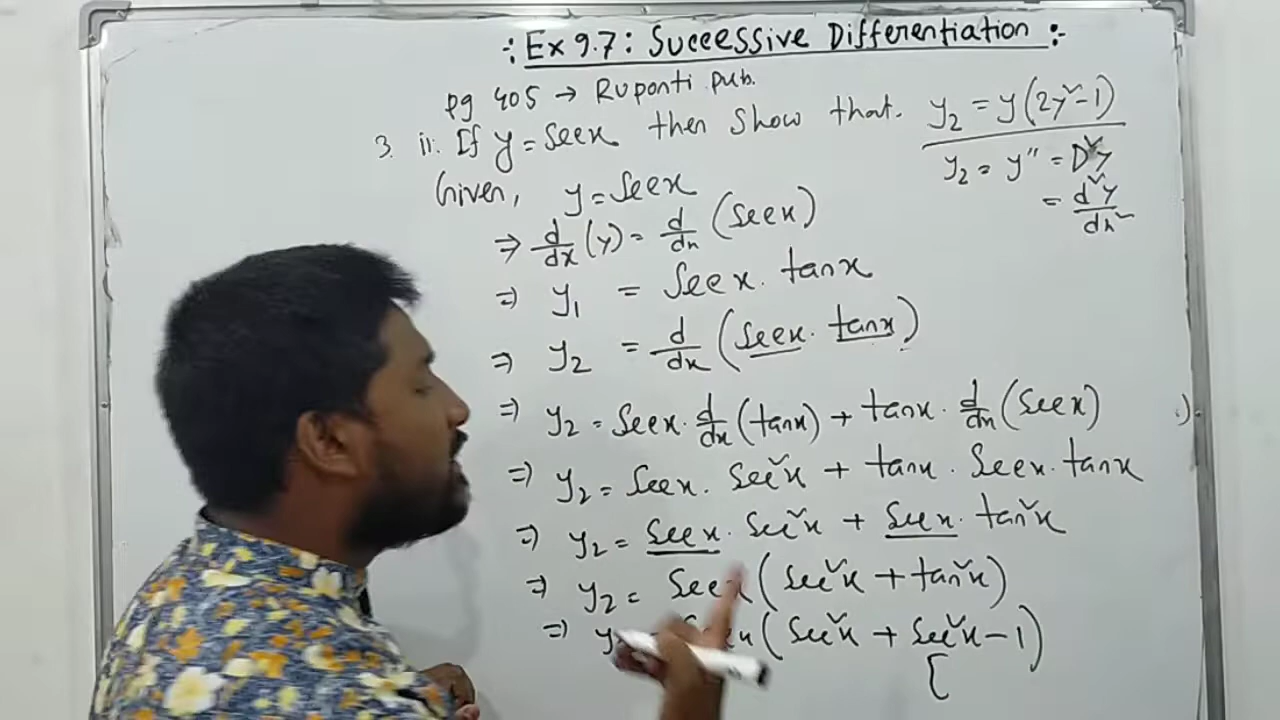 :Ex 9.7: Successive Differentiation:
pg 405 → Ruponti pub.
3. ii. If y = Secx then show that. y₂ = y(2y²-1)
y₂ = y'' = D²y
= d²y/dx²
Given, y = Secx
⇒ d/dx (y) = d/dx (Secx)
⇒ y₁ = Secx. tanx
⇒ y₂ = d/dx (Secx. tanx)
⇒ y₂ = Secx. d/dx (tanx) + tanx. d/dx (Secx)
⇒ y₂ = Secx. Sec²x + tanx. Secx. tanx
⇒ y₂ = Secx. Sec²x + Secx. tan²x
⇒ y₂ = Secx (Sec²x + tan²x)
⇒ y (Sec²x + Sec²x - 1)
[